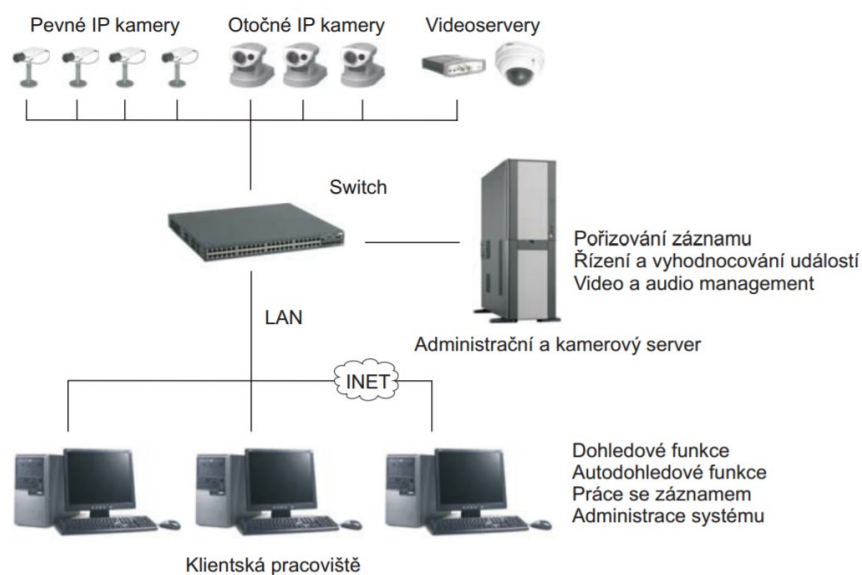 Pevné IP kamery
Otočné IP kamery
Videoservery
Switch
Pořizování záznamu
Řízení a vyhodnocování událostí
Video a audio management
LAN
Administrační a kamerový server
INET
Dohledové funkce
Autodohledové funkce
Práce se záznamem
Administrace systému
Klientská pracoviště